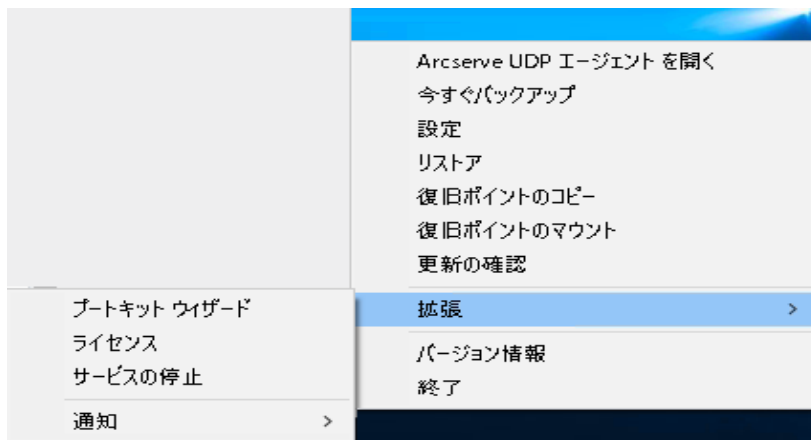 Arcserve UDP エージェント を開く
今すぐバックアップ
設定
リストア
復旧ポイントのコピー
復旧ポイントのマウント
更新の確認
拡張 >
ブートキット ウィザード
ライセンス
サービスの停止
通知 >
バージョン情報
終了